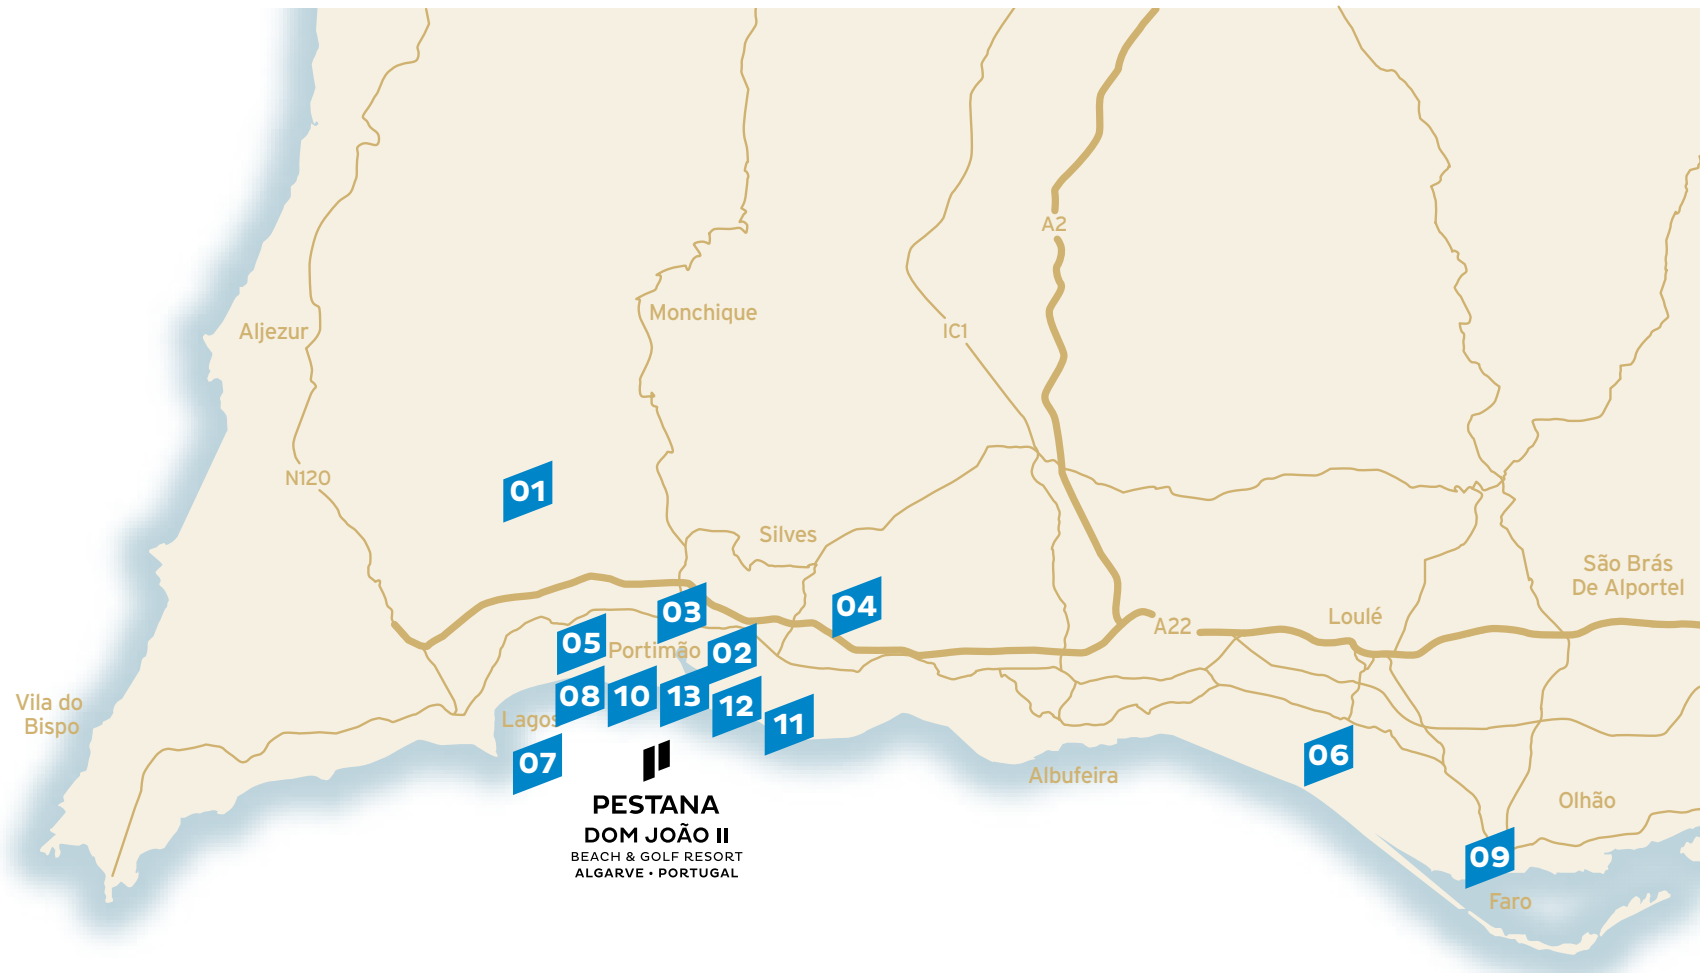 A2
Monchique
Aljezur
IC1
N120
01
Silves
São Brás
De Alportel
04
03
Loulé
A22
05
Portimão
02
08
10
13
12
Vila do
Bispo
Lagos
11
07
06
Albufeira
PESTANA
DOM JOÃO II
BEACH & GOLF RESORT
ALGARVE • PORTUGAL
Olhão
09
Faro